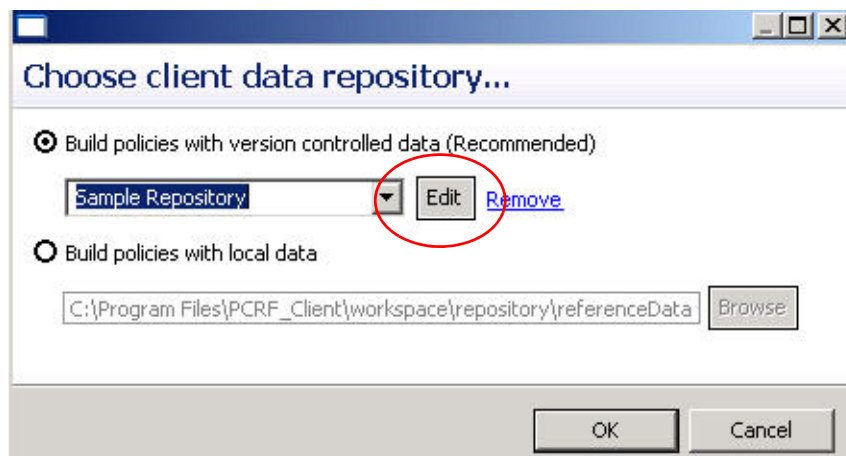 Choose client data repository...
Build policies with version controlled data (Recommended)
Sample Repository Edit Remove
Build policies with local data
C:\Program Files\PCRF_Client\workspace\repository\referenceData Browse
OK Cancel